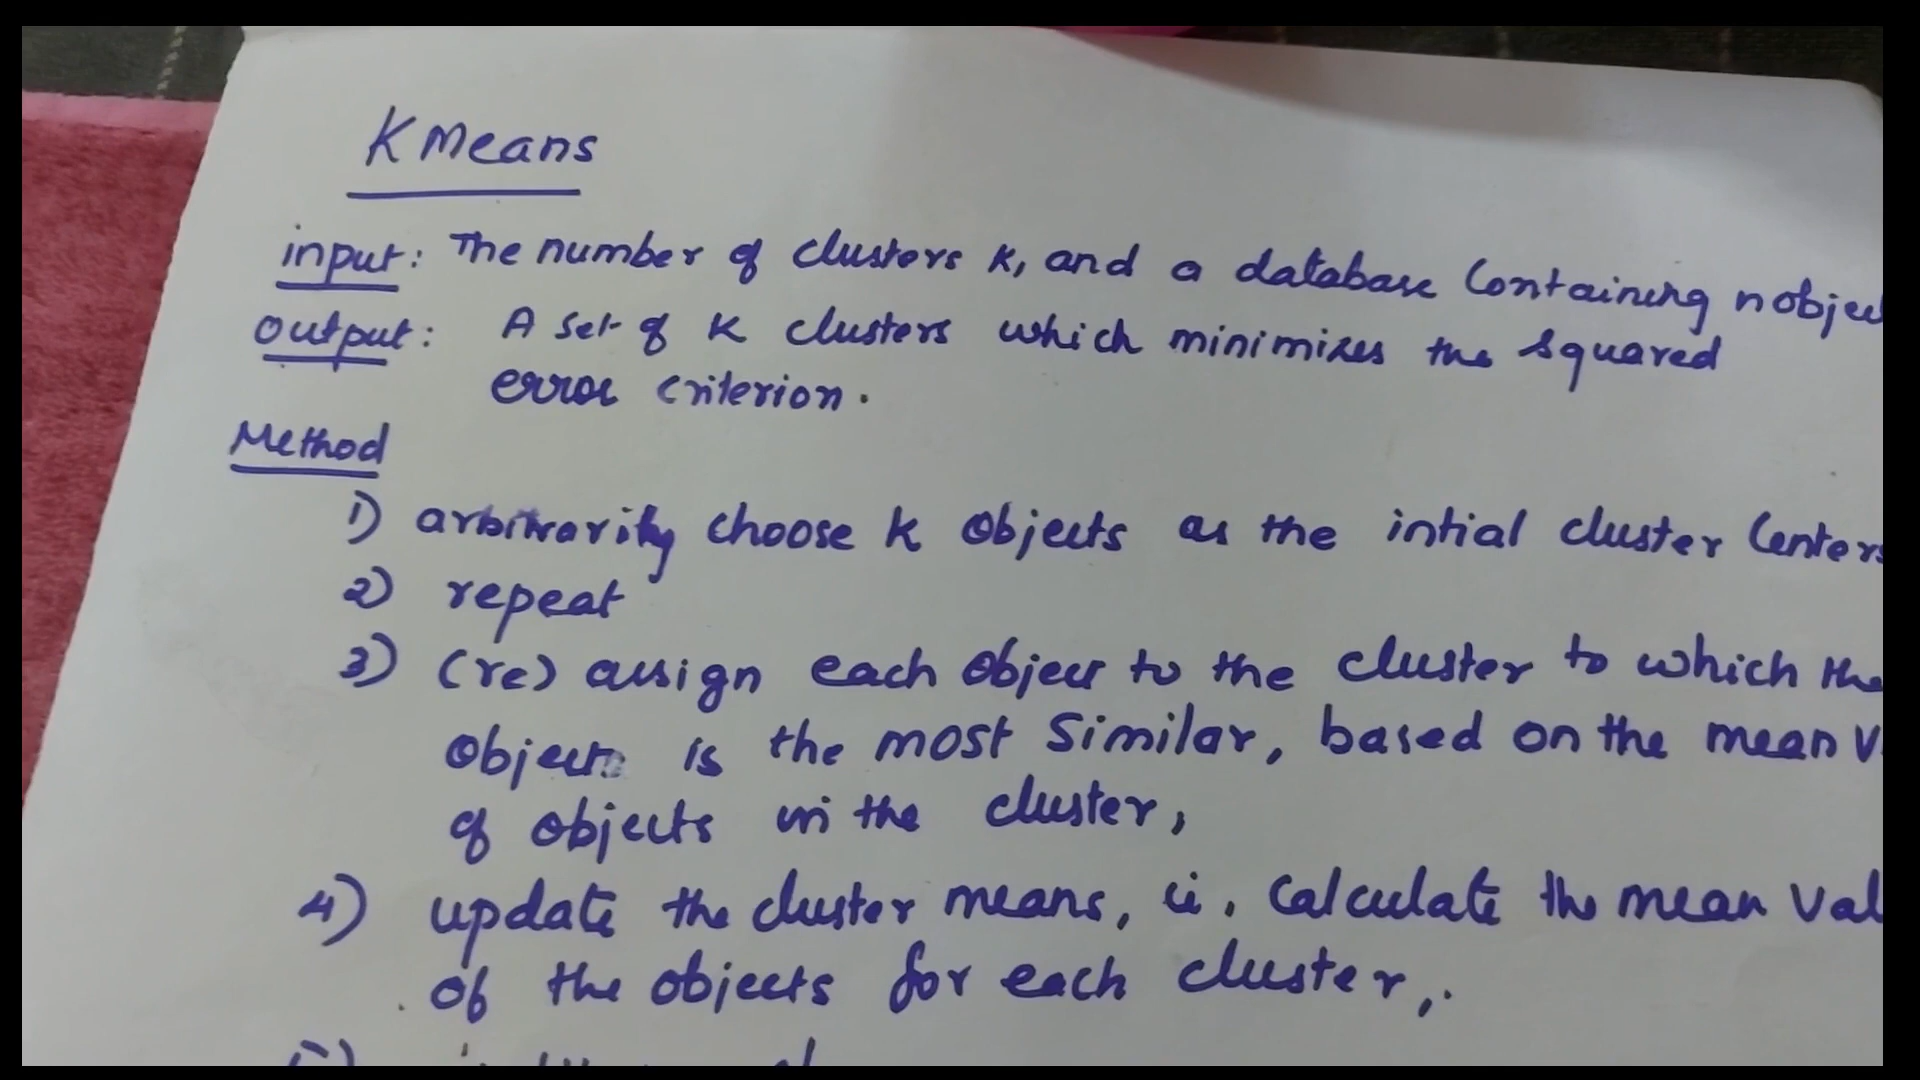 K Means
input: The number of clusters K, and a database Containing n objec
output: A set of K clusters which minimizes the squared
error criterion.
Method
1) arbitrarily choose k objects as the intial cluster Centers
2) repeat
3) (re) assign each object to the cluster to which the
object is the most similar, based on the mean v
of objects in the cluster,
4) update the cluster means, ie, calculate the mean val
of the objects for each cluster,.
5)